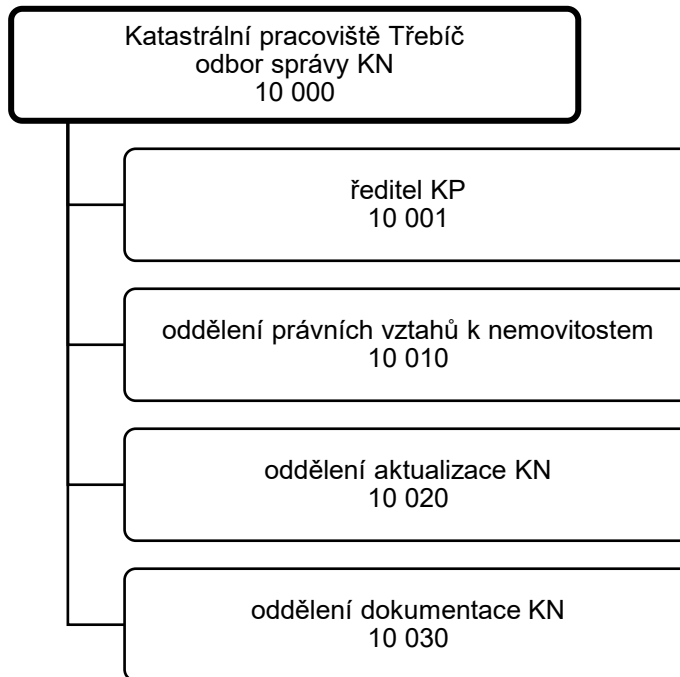 Katastrální pracoviště Třebíč
odbor správy KN
10 000
ředitel KP
10 001
oddělení právních vztahů k nemovitostem
10 010
oddělení aktualizace KN
10 020
oddělení dokumentace KN
10 030